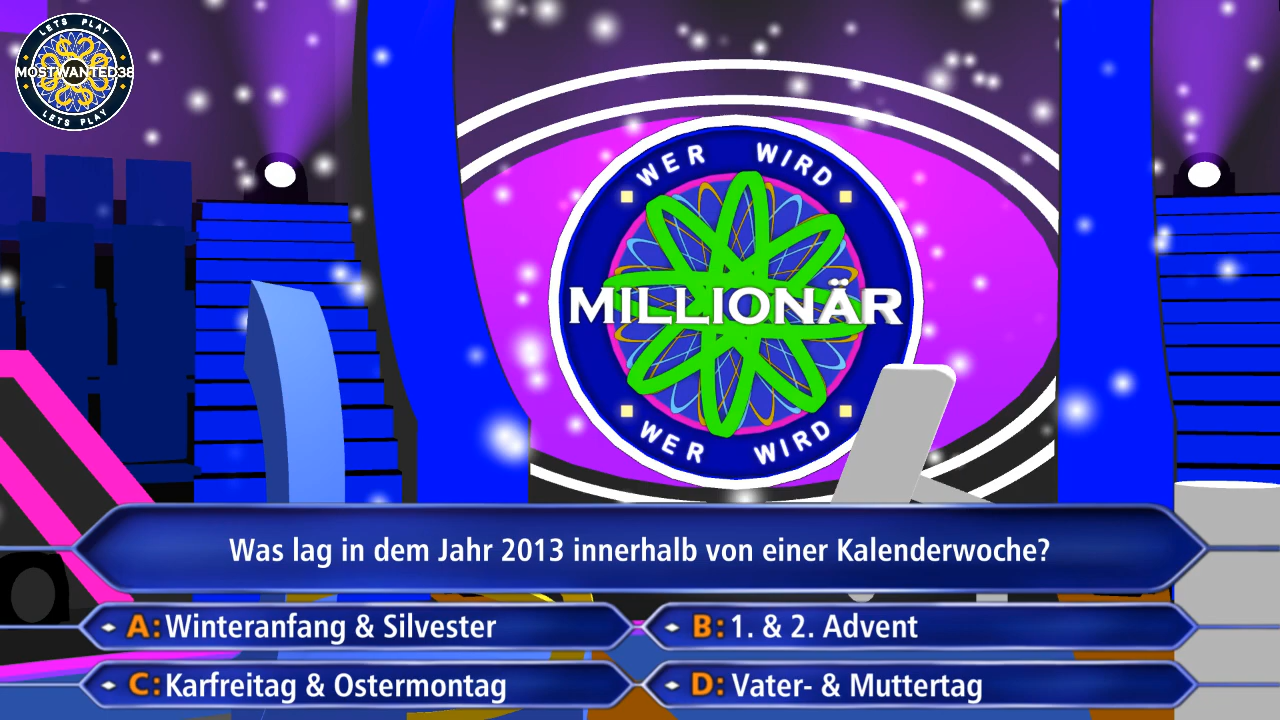 LETS PLAY
MOSTWANTED38
LETS PLAY
WER WIRD
MILLIONÄR
WER WIRD
Was lag in dem Jahr 2013 innerhalb von einer Kalenderwoche?
A: Winteranfang & Silvester
B: 1. & 2. Advent
C: Karfreitag & Ostermontag
D: Vater- & Muttertag